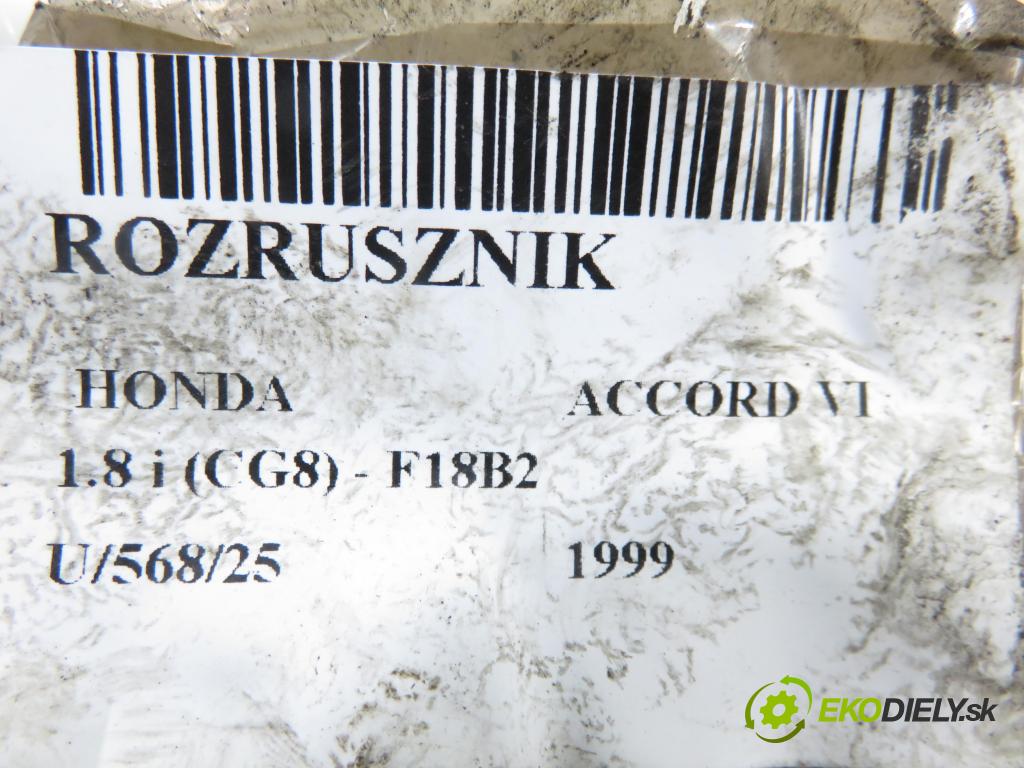 ROZRUSZNIK
HONDA ACCORD VI
1.8 i (CG8) - F18B2
U/568/25 1999
EKODIELY.sk